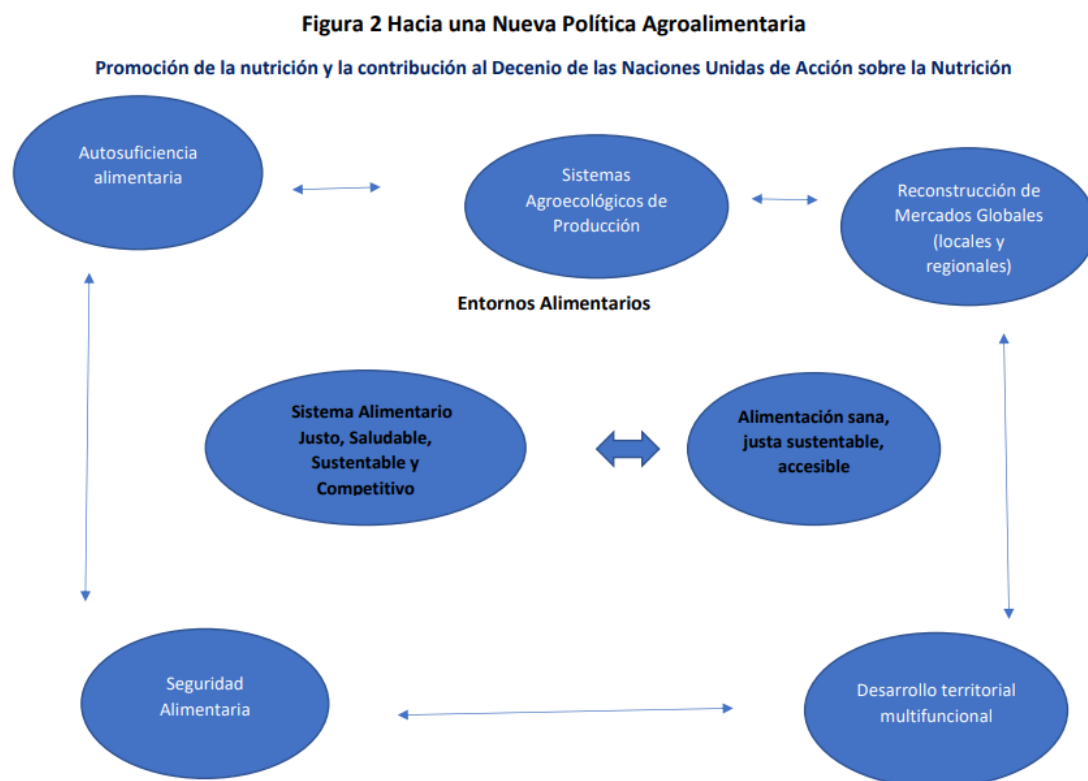 Figura 2 Hacia una Nueva Política Agroalimentaria
Promoción de la nutrición y la contribución al Decenio de las Naciones Unidas de Acción sobre la Nutrición
Autosuficiencia
alimentaria
Sistemas
Agroecológicos de
Producción
Reconstrucción de
Mercados Globales
(locales y
regionales)
Entornos Alimentarios
Sistema Alimentario
Justo, Saludable,
Sustentable y
Competitivo
Alimentación sana,
justa sustentable,
accesible
Seguridad
Alimentaria
Desarrollo territorial
multifuncional